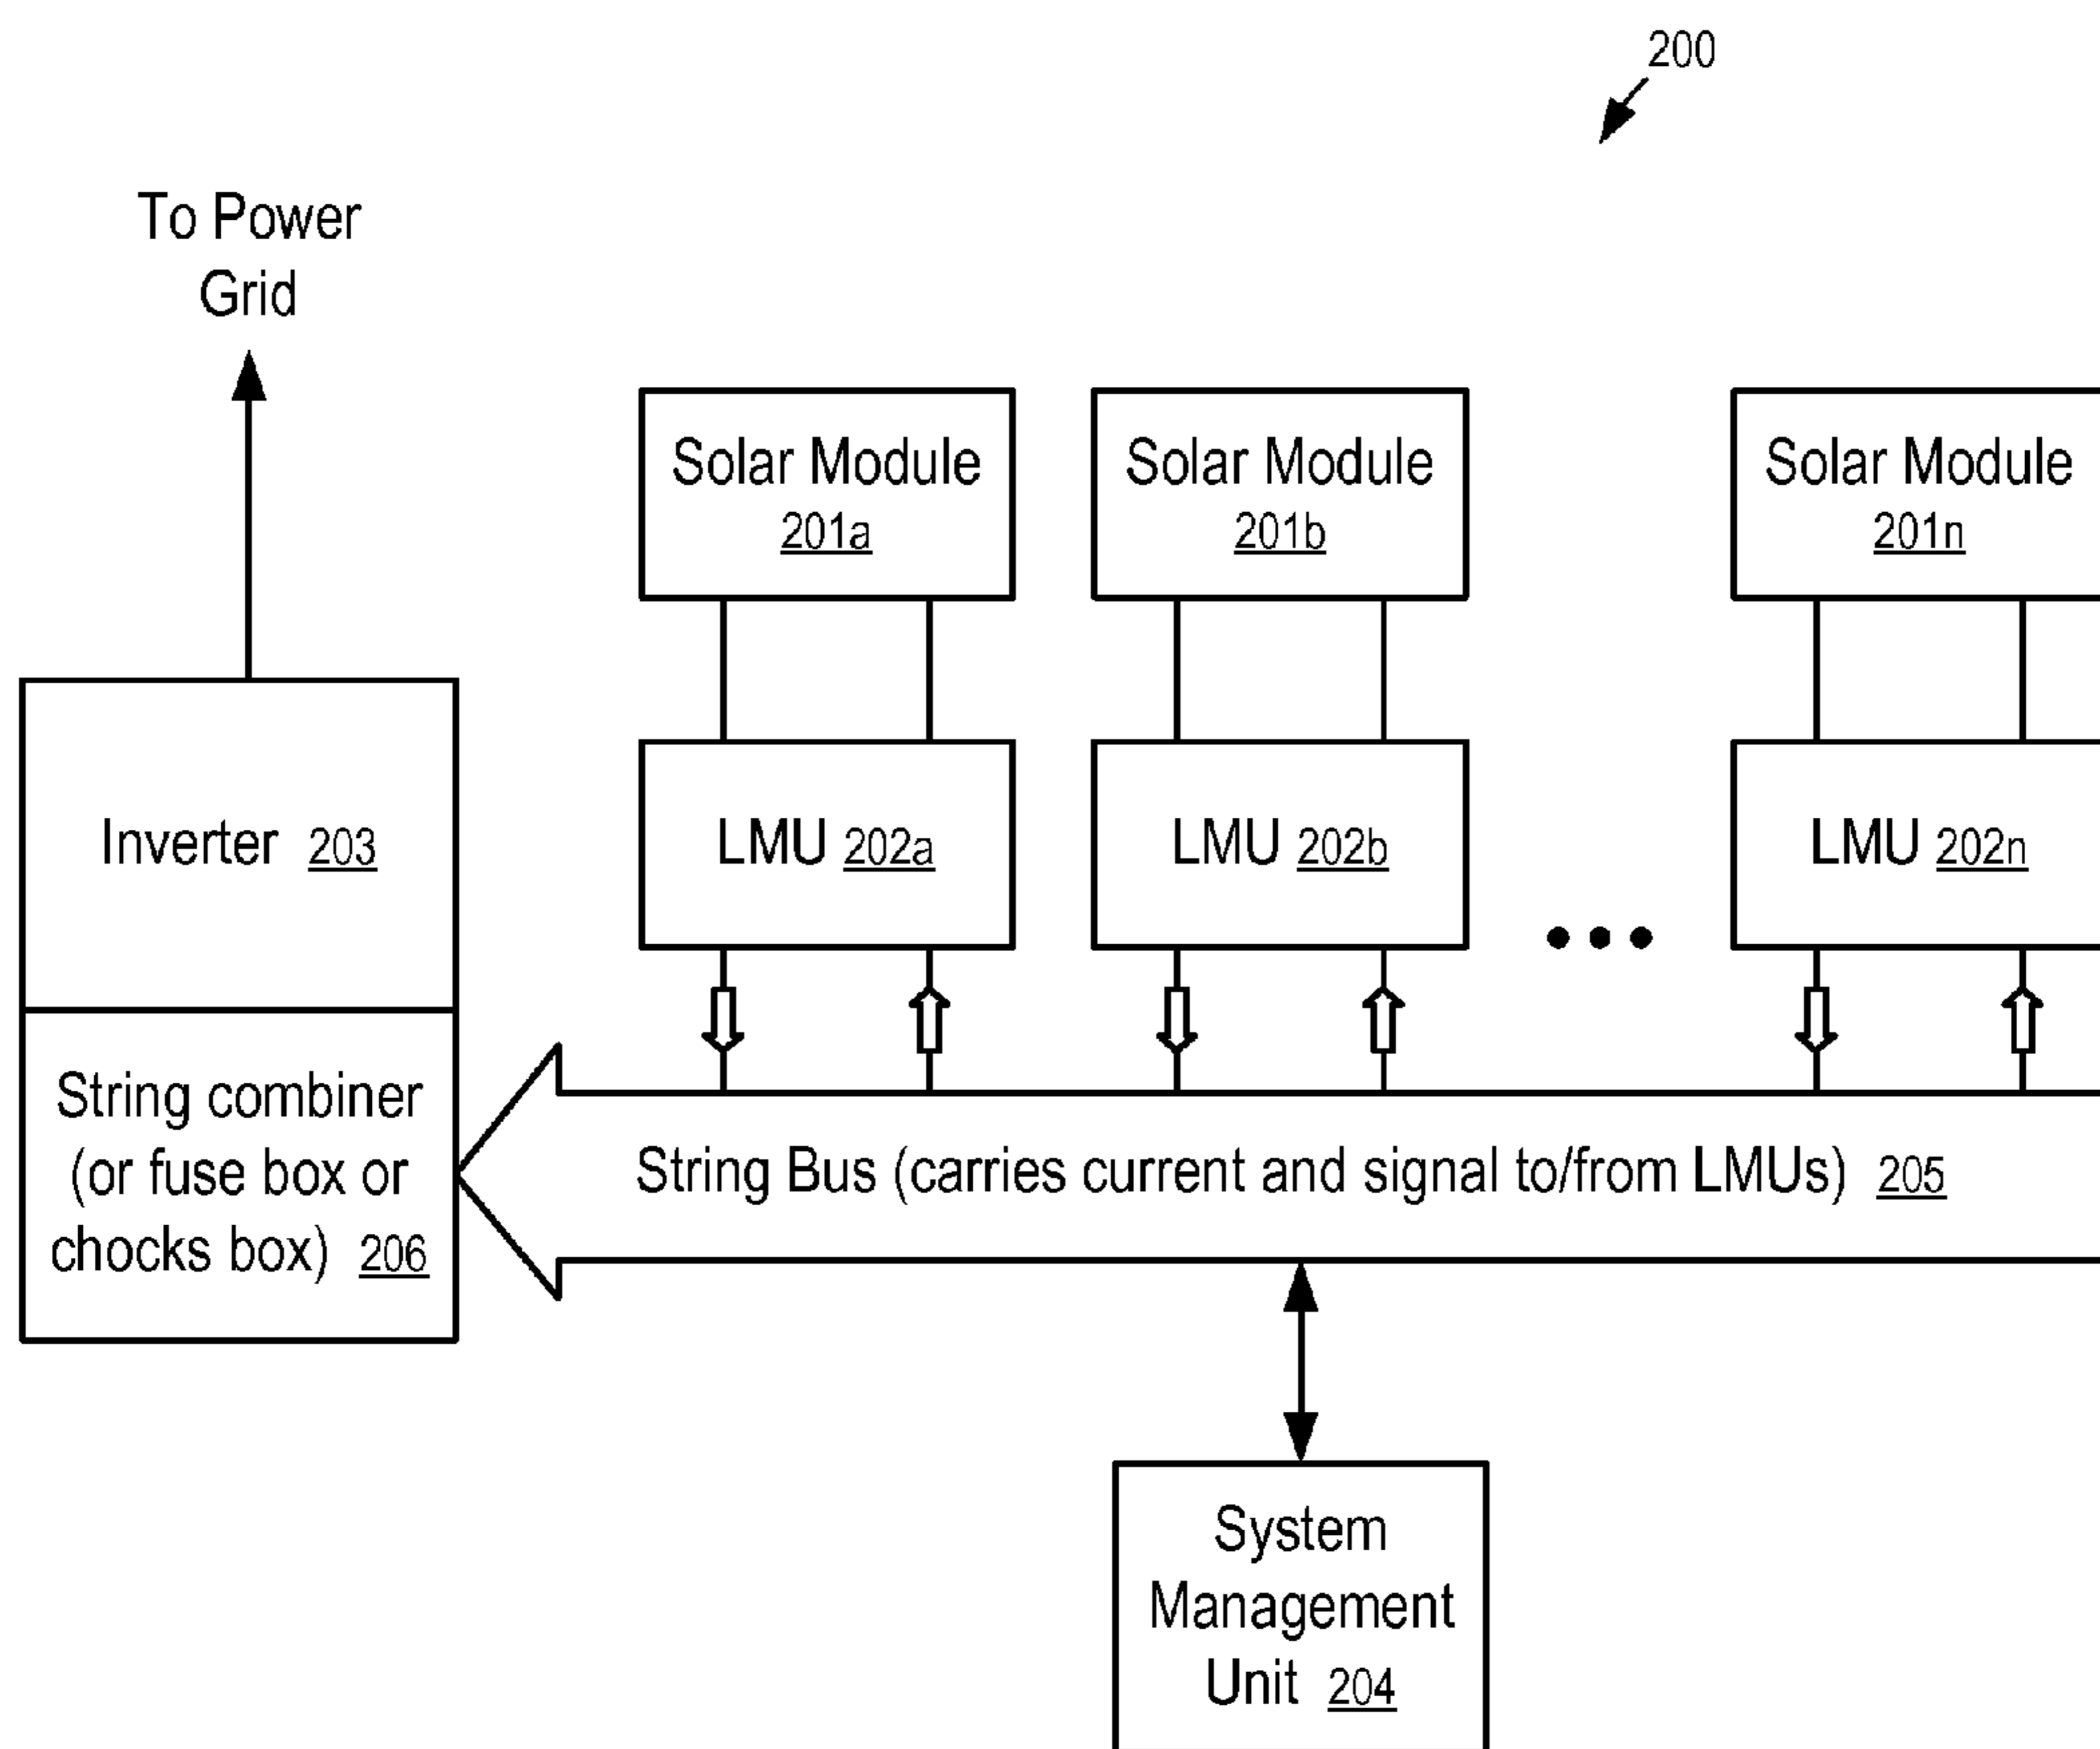 200
To Power
Grid
Solar Module
201a
Solar Module
201b
Solar Module
201n
Inverter 203
LMU 202a
LMU 202b
LMU 202n
String combiner
(or fuse box or
chocks box) 206
String Bus (carries current and signal to/from LMUs) 205
System
Management
Unit 204